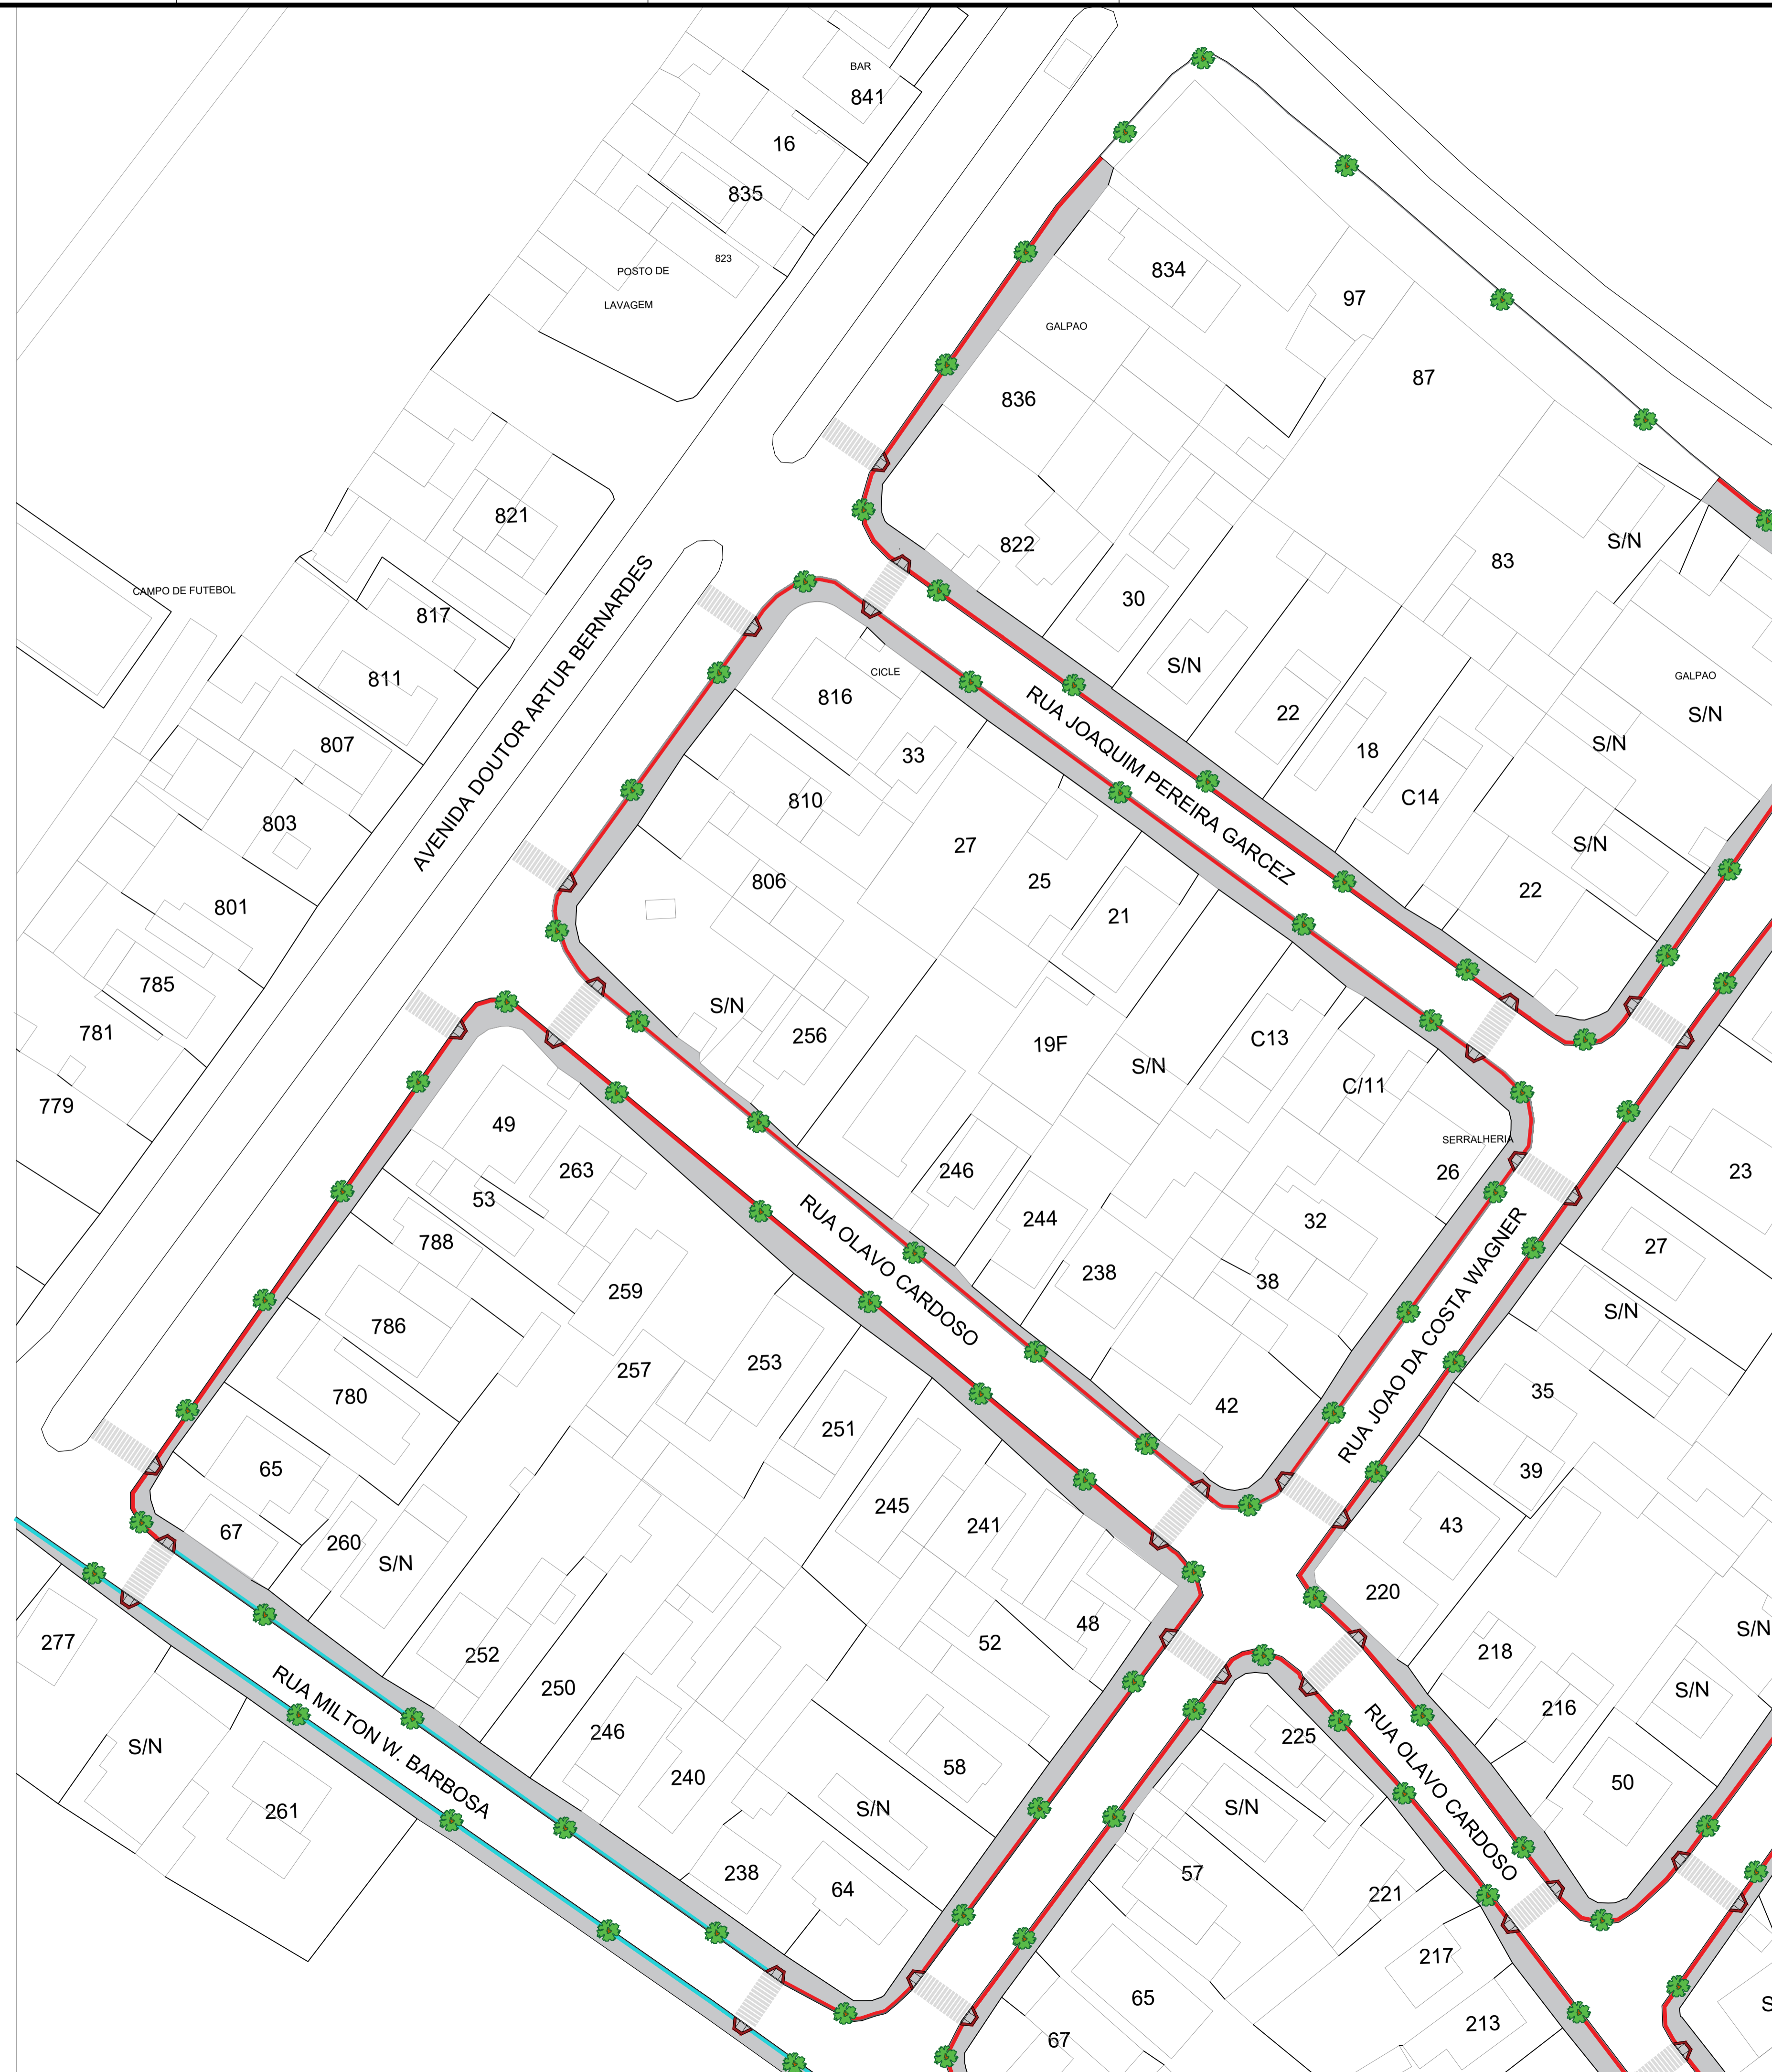 BAR
841
16
835
823
POSTO DE
LAVAGEM
834
97
GALPAO
836
87
821
822
S/N
83
CAMPO DE FUTEBOL
817
30
811
816
CICLE
S/N
GALPAO
S/N
AVENIDA DOUTOR ARTUR BERNARDES
RUA JOAQUIM PEREIRA GARCEZ
22
S/N
807
33
18
810
C14
803
27
S/N
806
25
22
801
21
785
S/N
256
781
19F
C13
S/N
C/11
779
49
SERRALHERIA
263
246
26
23
53
244
32
788
RUA OLAVO CARDOSO
238
27
38
259
S/N
786
RUA JOAO DA COSTA WAGNER
257
253
35
780
42
251
65
39
245
241
43
67
260
S/N
220
277
48
S/N
52
252
218
RUA MILTON W. BARBOSA
250
S/N
216
246
225
RUA OLAVO CARDOSO
S/N
58
240
50
261
S/N
S/N
238
57
64
221
217
65
S
213
67